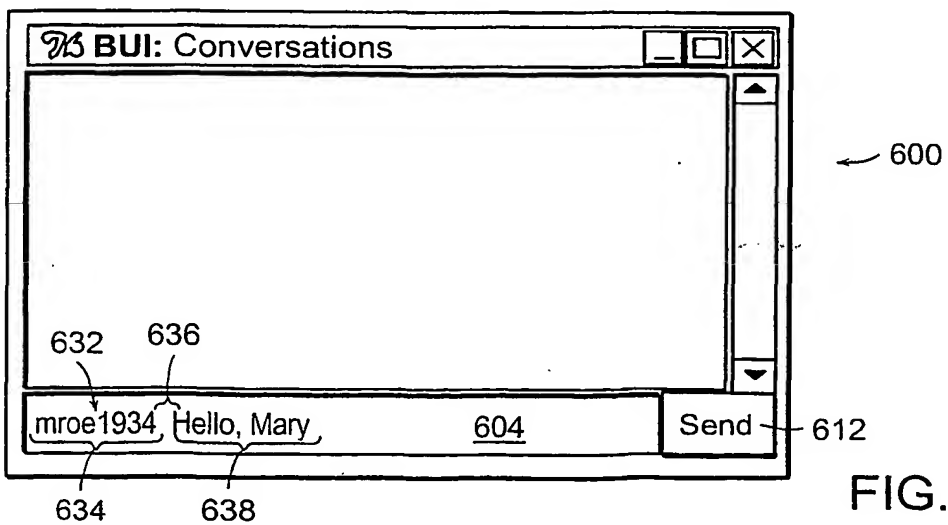 BUI: Conversations
600
632
636
mroe1934 Hello, Mary
604
Send
612
634
638
FIG.